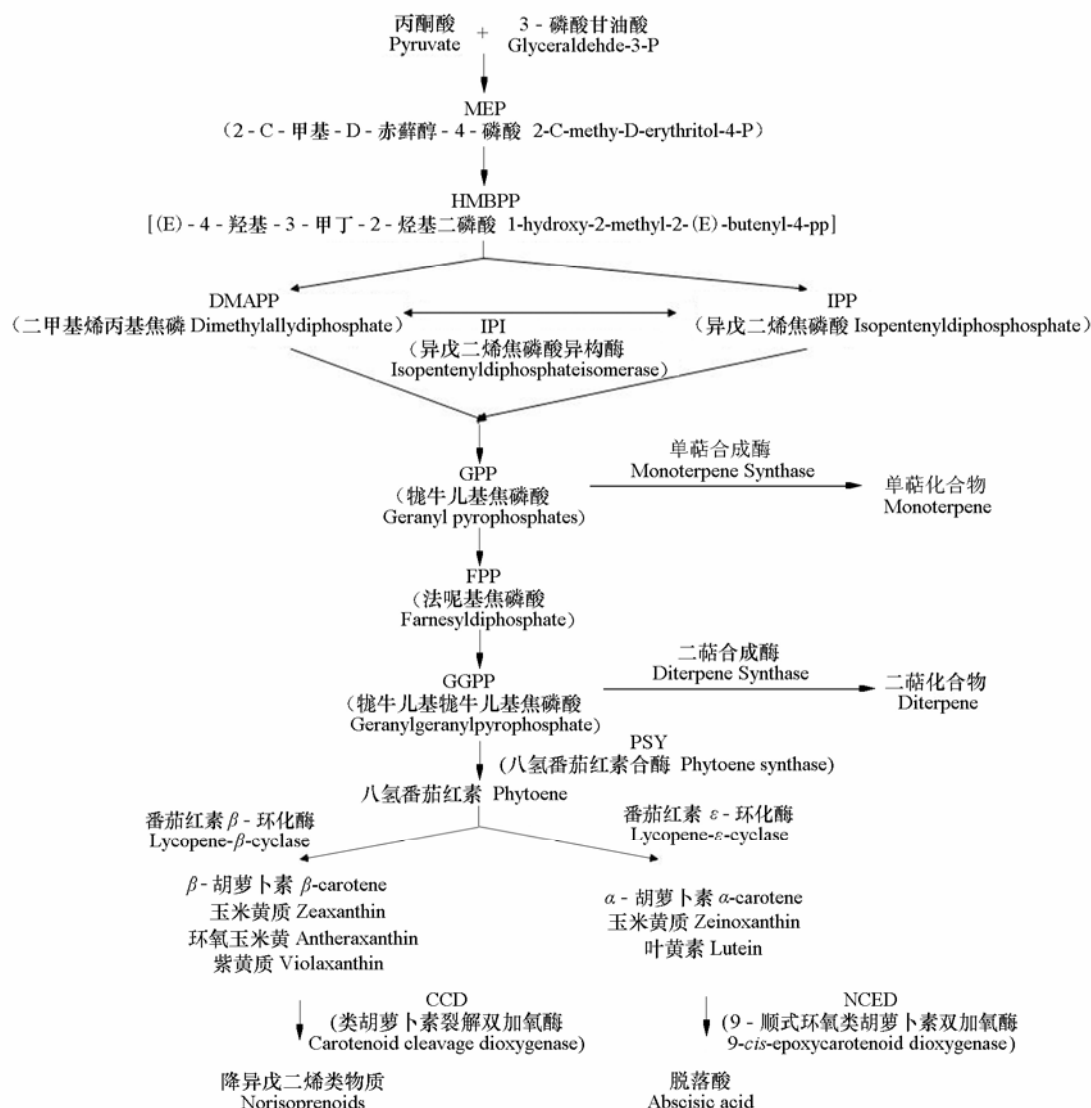 丙酮酸 + 3 - 磷酸甘油酸
Pyruvate Glyceraldehde-3-P
MEP
(2 - C - 甲基 - D - 赤藓醇 - 4 - 磷酸 2-C-methy-D-erythritol-4-P)
HMBPP
[(E) - 4 - 羟基 - 3 - 甲丁 - 2 - 烃基二磷酸 1-hydroxy-2-methyl-2-(E)-butenyl-4-pp]
DMAPP
(二甲基烯丙基焦磷 Dimethylallydiphosphate)
IPP
(异戊二烯焦磷酸 Isopentenyldiphosphosphate)
IPI
(异戊二烯焦磷酸异构酶
Isopentenyldiphosphateisomerase)
GPP
(牻牛儿基焦磷酸
Geranyl pyrophosphates)
单萜合成酶
Monoterpene Synthase
单萜化合物
Monoterpene
FPP
(法呢基焦磷酸
Farnesyldiphosphate)
GGPP
(牻牛儿基牻牛儿基焦磷酸
Geranylgeranylpyrophosphate)
二萜合成酶
Diterpene Synthase
二萜化合物
Diterpene
PSY
(八氢番茄红素合酶 Phytoene synthase)
八氢番茄红素 Phytoene
番茄红素 β - 环化酶
Lycopene-β-cyclase
番茄红素 ε - 环化酶
Lycopene-ε-cyclase
β - 胡萝卜素 β-carotene
玉米黄质 Zeaxanthin
环氧玉米黄 Antheraxanthin
紫黄质 Violaxanthin
α - 胡萝卜素 α-carotene
玉米黄质 Zeinoxanthin
叶黄素 Lutein
CCD
(类胡萝卜素裂解双加氧酶
Carotenoid cleavage dioxygenase)
NCED
(9 - 顺式环氧类胡萝卜素双加氧酶
9-cis-epoxycarotenoid dioxygenase)
降异戊二烯类物质
Norisoprenoids
脱落酸
Abscisic acid